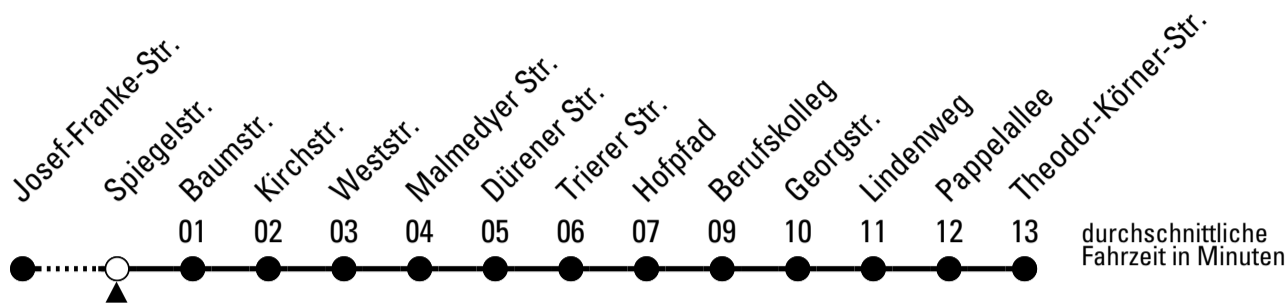 Josef-Franke-Str.
Spiegelstr.
Baumstr.
Kirchstr.
Weststr.
Malmedyer Str.
Dürener Str.
Trierer Str.
Hofpfad
Berufskolleg
Georgstr.
Lindenweg
Pappelallee
Theodor-Körner-Str.
01 02 03 04 05 06 07 09 10 11 12 13
durchschnittliche
Fahrzeit in Minuten